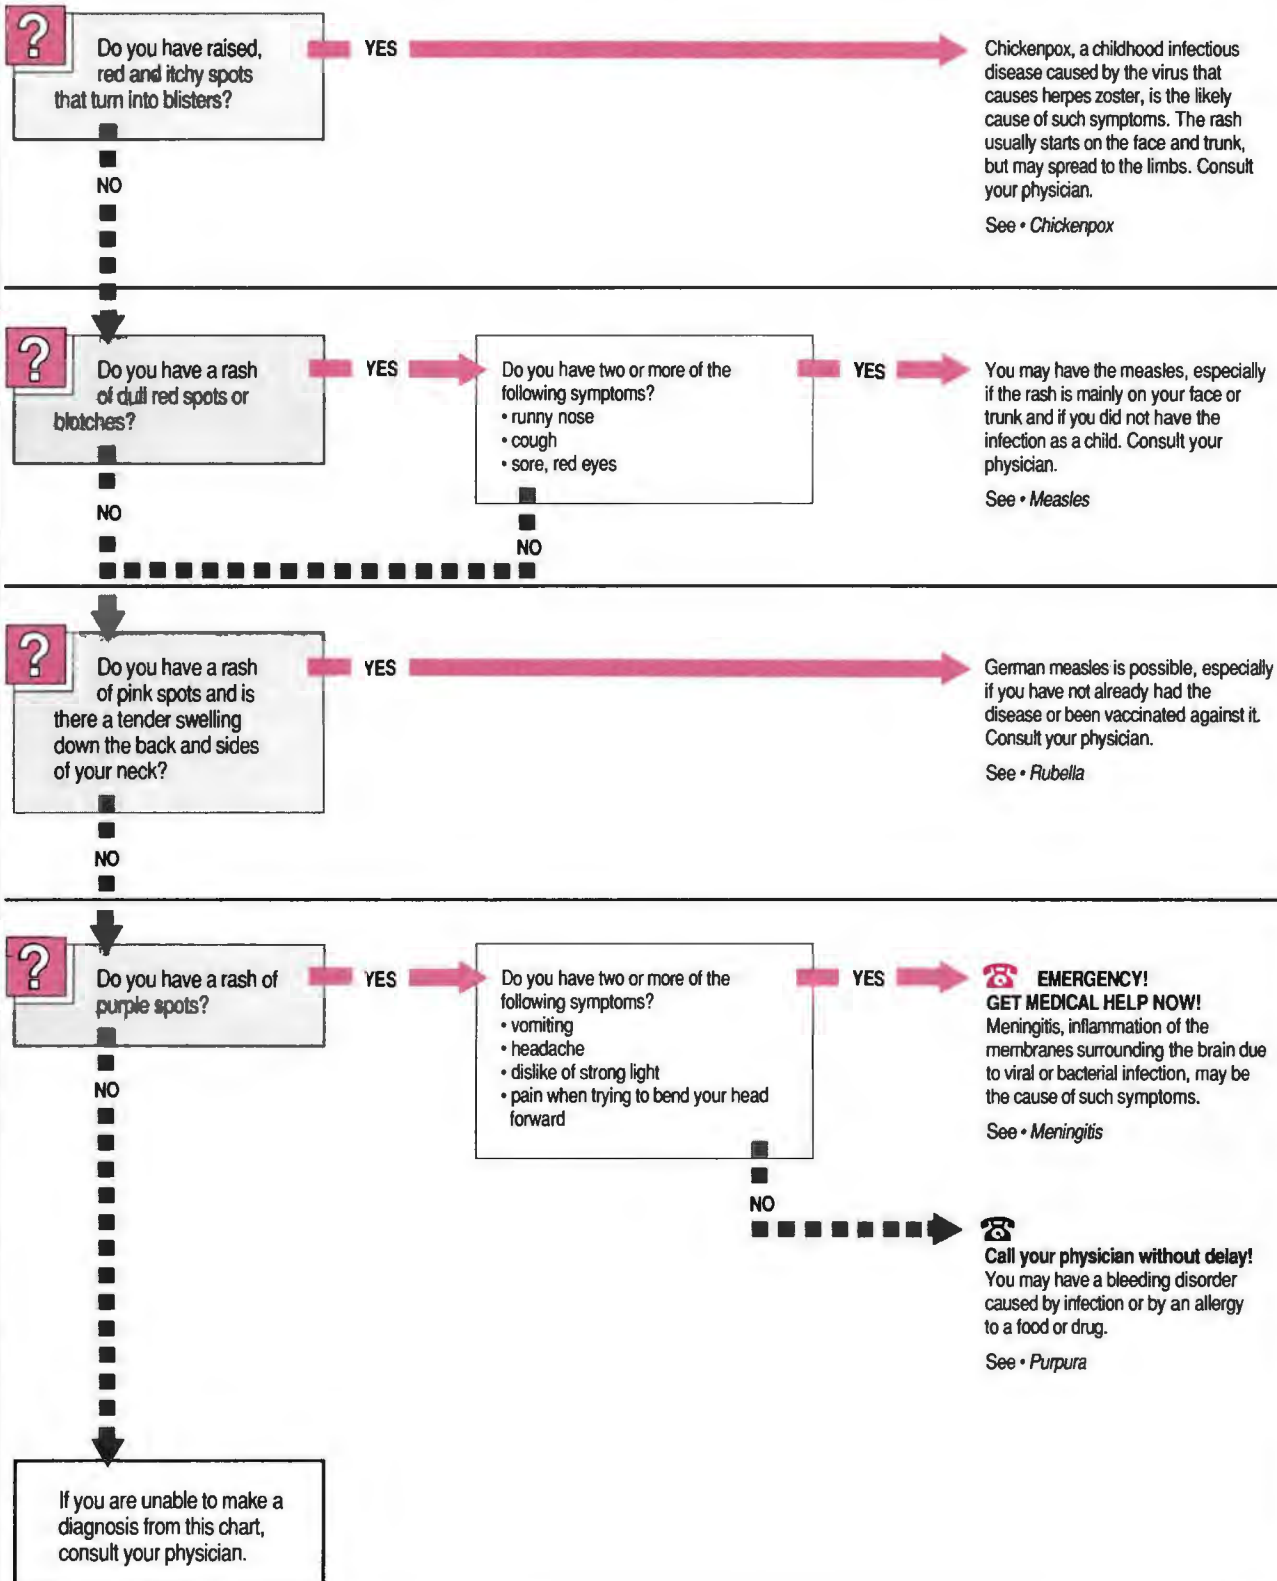 ?
Do you have raised,
red and itchy spots
that turn into blisters?
YES
Chickenpox, a childhood infectious
disease caused by the virus that
causes herpes zoster, is the likely
cause of such symptoms. The rash
usually starts on the face and trunk,
but may spread to the limbs. Consult
your physician.
See • Chickenpox
NO
?
Do you have a rash
of dull red spots or
blotches?
YES
Do you have two or more of the
following symptoms?
• runny nose
• cough
• sore, red eyes
YES
You may have the measles, especially
if the rash is mainly on your face or
trunk and if you did not have the
infection as a child. Consult your
physician.
See • Measles
NO
NO
?
Do you have a rash
of pink spots and is
there a tender swelling
down the back and sides
of your neck?
YES
German measles is possible, especially
if you have not already had the
disease or been vaccinated against it.
Consult your physician.
See • Rubella
NO
?
Do you have a rash of
purple spots?
YES
Do you have two or more of the
following symptoms?
• vomiting
• headache
• dislike of strong light
• pain when trying to bend your head
forward
YES
EMERGENCY!
GET MEDICAL HELP NOW!
Meningitis, inflammation of the
membranes surrounding the brain due
to viral or bacterial infection, may be
the cause of such symptoms.
See • Meningitis
NO
NO
Call your physician without delay!
You may have a bleeding disorder
caused by infection or by an allergy
to a food or drug.
See • Purpura
If you are unable to make a
diagnosis from this chart,
consult your physician.